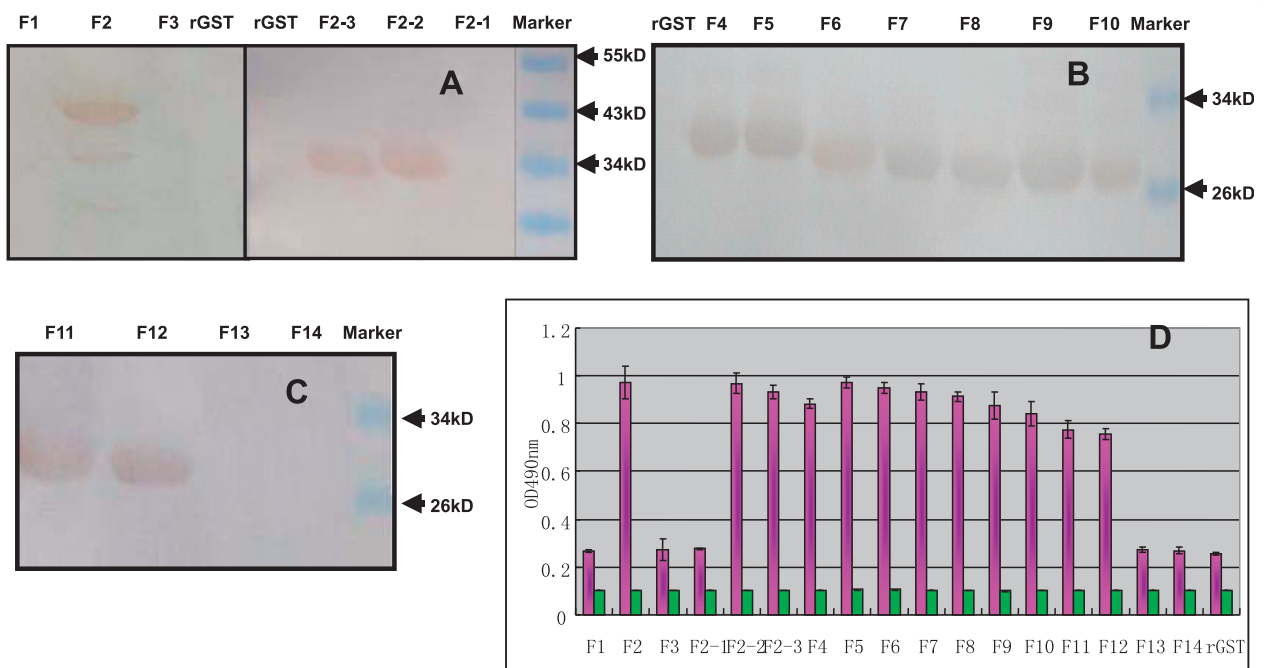 F1 F2 F3 rGST rGST F2-3 F2-2 F2-1 Marker
A
55kD
43kD
34kD
rGST F4 F5 F6 F7 F8 F9 F10 Marker
B
34kD
26kD
F11 F12 F13 F14 Marker
C
34kD
26kD
D
OD490nm
1.2
1
0.8
0.6
0.4
0.2
0
F1 F2 F3 F2-1 F2-2 F2-3 F4 F5 F6 F7 F8 F9 F10 F11 F12 F13 F14 rGST